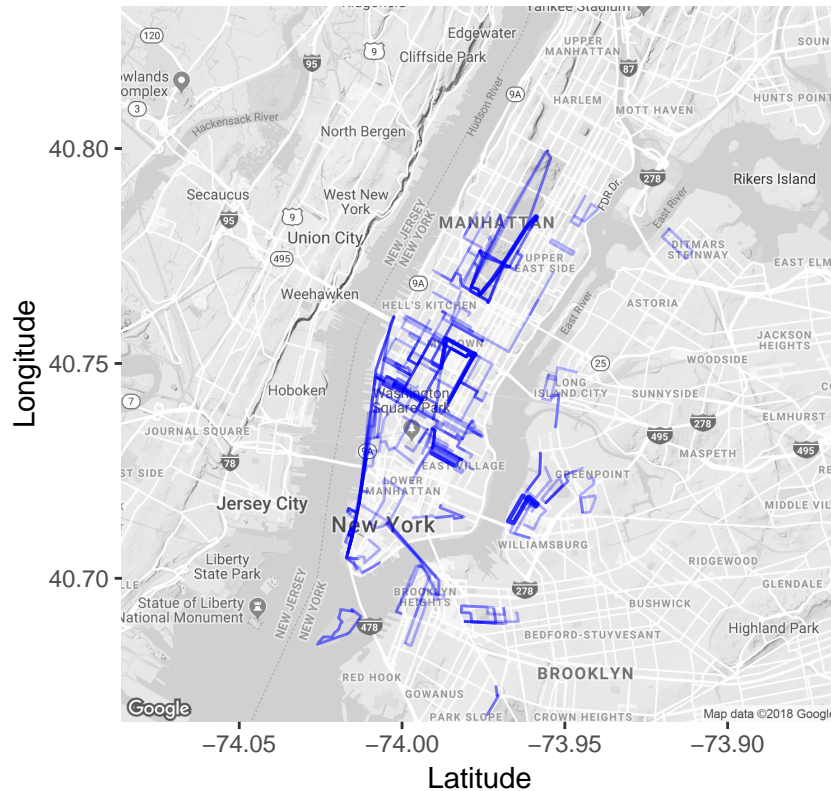 Yankee Stadium
Ridgefield
Edgewater
120
9
UPPER
MANHATTAN
SOUN
Cliffside Park
95
87
owlands
omplex
9A
HARLEM
HUNTS POINT
3
MOTT HAVEN
Hudson River
Hackensack River
North Bergen
40.80
FDR Dr.
278
Rikers Island
Secaucus
West New
York
East River
9
95
NEW JERSEY
NEW YORK
MANHATTAN
Union City
DITMARS
STEINWAY
495
UPPER
EAST SIDE
EAST ELM
9A
Weehawken
HELL'S KITCHEN
East River
ASTORIA
Longitude
JACKSON
HEIGHTS
40.75
MIDTOWN
25
WOODSIDE
Hoboken
LONG
ISLAND CITY
SUNNYSIDE
Washington
Square Park
7
ELMHURST
278
JOURNAL SQUARE
495
495
9A
MASPETH
78
EAST VILLAGE
GREENPOINT
ST SIDE
LOWER
MANHATTAN
MIDDLE VIL
Jersey City
New York
WILLIAMSBURG
Liberty
State Park
RIDGEWOOD
40.70
278
GLENDALE
BROOKLYN
HEIGHTS
Statue of Liberty
National Monument
NEW JERSEY
NEW YORK
BUSHWICK
478
BEDFORD-STUYVESANT
Highland Park
RED HOOK
BROOKLYN
GOWANUS
Google
PARK SLOPE
CROWN HEIGHTS
Map data ©2018 Google
−74.05
−74.00
−73.95
−73.90
Latitude